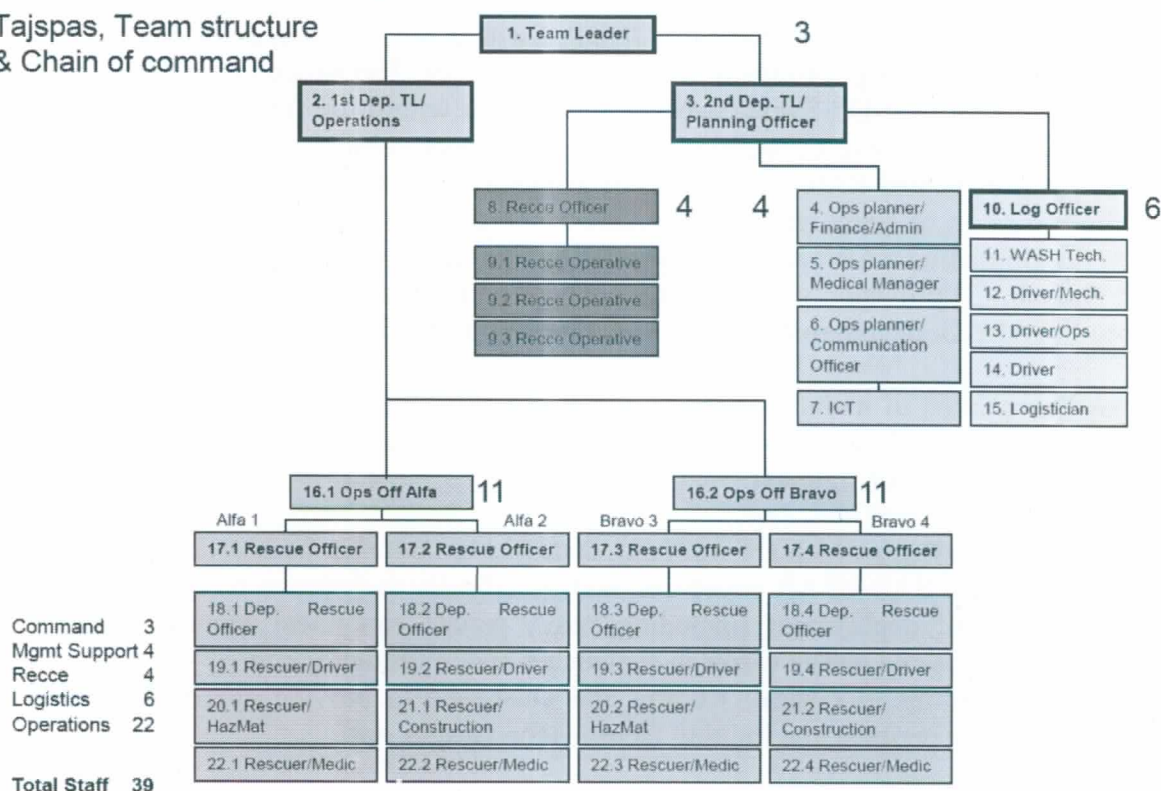 Tajspas, Team structure
& Chain of command
1. Team Leader
3
2. 1st Dep. TL/
Operations
3. 2nd Dep. TL/
Planning Officer
8. Recce Officer
4
9.1 Recce Operative
9.2 Recce Operative
9.3 Recce Operative
4
4. Ops planner/
Finance/Admin
5. Ops planner/
Medical Manager
6. Ops planner/
Communication
Officer
7. ICT
10. Log Officer
6
11. WASH Tech.
12. Driver/Mech.
13. Driver/Ops
14. Driver
15. Logistician
16.1 Ops Off Alfa
11
16.2 Ops Off Bravo
11
Alfa 1
Alfa 2
Bravo 3
Bravo 4
17.1 Rescue Officer
17.2 Rescue Officer
17.3 Rescue Officer
17.4 Rescue Officer
18.1 Dep. Rescue
Officer
18.2 Dep. Rescue
Officer
18.3 Dep. Rescue
Officer
18.4 Dep. Rescue
Officer
19.1 Rescuer/Driver
19.2 Rescuer/Driver
19.3 Rescuer/Driver
19.4 Rescuer/Driver
20.1 Rescuer/
HazMat
21.1 Rescuer/
Construction
20.2 Rescuer/
HazMat
21.2 Rescuer/
Construction
22.1 Rescuer/Medic
22.2 Rescuer/Medic
22.3 Rescuer/Medic
22.4 Rescuer/Medic
Command 3
Mgmt Support 4
Recce 4
Logistics 6
Operations 22
Total Staff 39